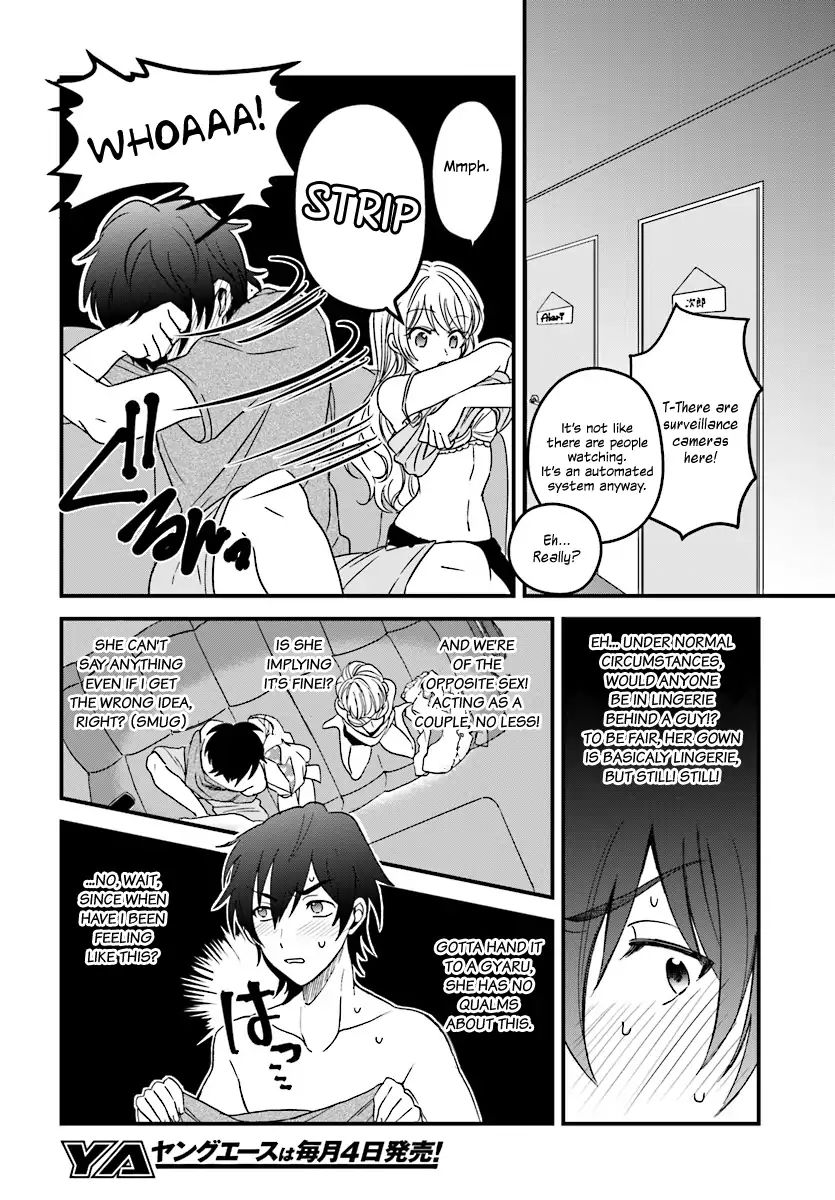 Akari
次郎
T-There are
surveillance
cameras
here!
It's not like
there are people
watching.
It's an automated
system anyway.
Eh...
Really?
Mmph.
STRIP
WHOAAA!
EH... UNDER NORMAL
CIRCUMSTANCES,
WOULD ANYONE
BE IN LINGERIE
BEHIND A GUY!?
TO BE FAIR, HER GOWN
IS BASICALY LINGERIE,
BUT STILL! STILL!
AND WE'RE
OF THE
OPPOSITE SEX!
ACTING AS A
COUPLE, NO LESS!
IS SHE
IMPLYING
IT'S FINE!?
SHE CAN'T
SAY ANYTHING
EVEN IF I GET
THE WRONG IDEA,
RIGHT? (SMUG)
GOTTA HAND IT
TO A GYARU,
SHE HAS NO
QUALMS
ABOUT THIS.
...NO, WAIT,
SINCE WHEN
HAVE I BEEN
FEELING
LIKE THIS?
はっ…
YA ヤングエースは毎月4日発売!